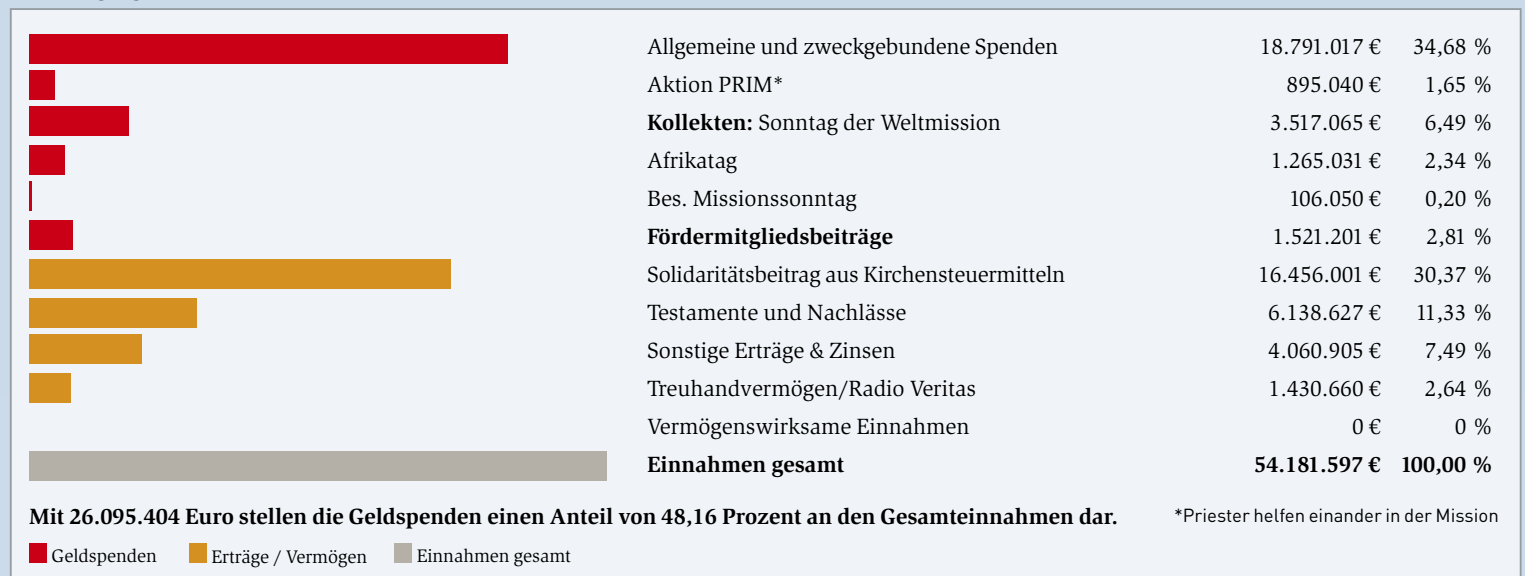 Allgemeine und zweckgebundene Spenden 18.791.017 € 34,68 %
Aktion PRIM* 895.040 € 1,65 %
Kollekten: Sonntag der Weltmission 3.517.065 € 6,49 %
Afrikatag 1.265.031 € 2,34 %
Bes. Missionssonntag 106.050 € 0,20 %
Fördermitgliedsbeiträge 1.521.201 € 2,81 %
Solidaritätsbeitrag aus Kirchensteuermitteln 16.456.001 € 30,37 %
Testamente und Nachlässe 6.138.627 € 11,33 %
Sonstige Erträge & Zinsen 4.060.905 € 7,49 %
Treuhandvermögen/Radio Veritas 1.430.660 € 2,64 %
Vermögenswirksame Einnahmen 0 € 0 %
Einnahmen gesamt 54.181.597 € 100,00 %
Mit 26.095.404 Euro stellen die Geldspenden einen Anteil von 48,16 Prozent an den Gesamteinnahmen dar. *Priester helfen einander in der Mission
Geldspenden Erträge / Vermögen Einnahmen gesamt